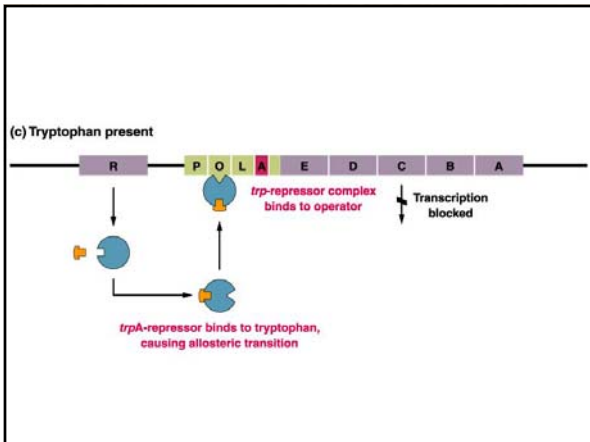 (c) Tryptophan present
R P O L A E D C B A
trp-repressor complex
binds to operator
Transcription
blocked
trpA-repressor binds to tryptophan,
causing allosteric transition